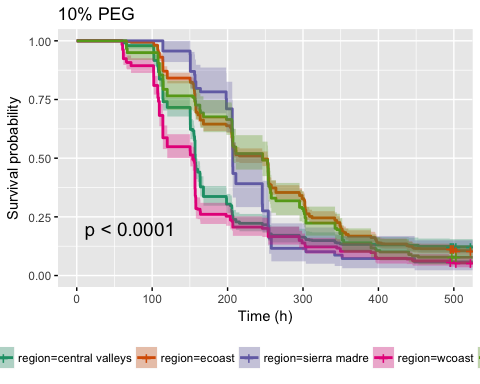 10% PEG
Survival probability
1.00
0.75
0.50
0.25
0.00
p < 0.0001
0 100 200 300 400 500
Time (h)
region=central valleys region=ecoast region=sierra madre region=wcoast